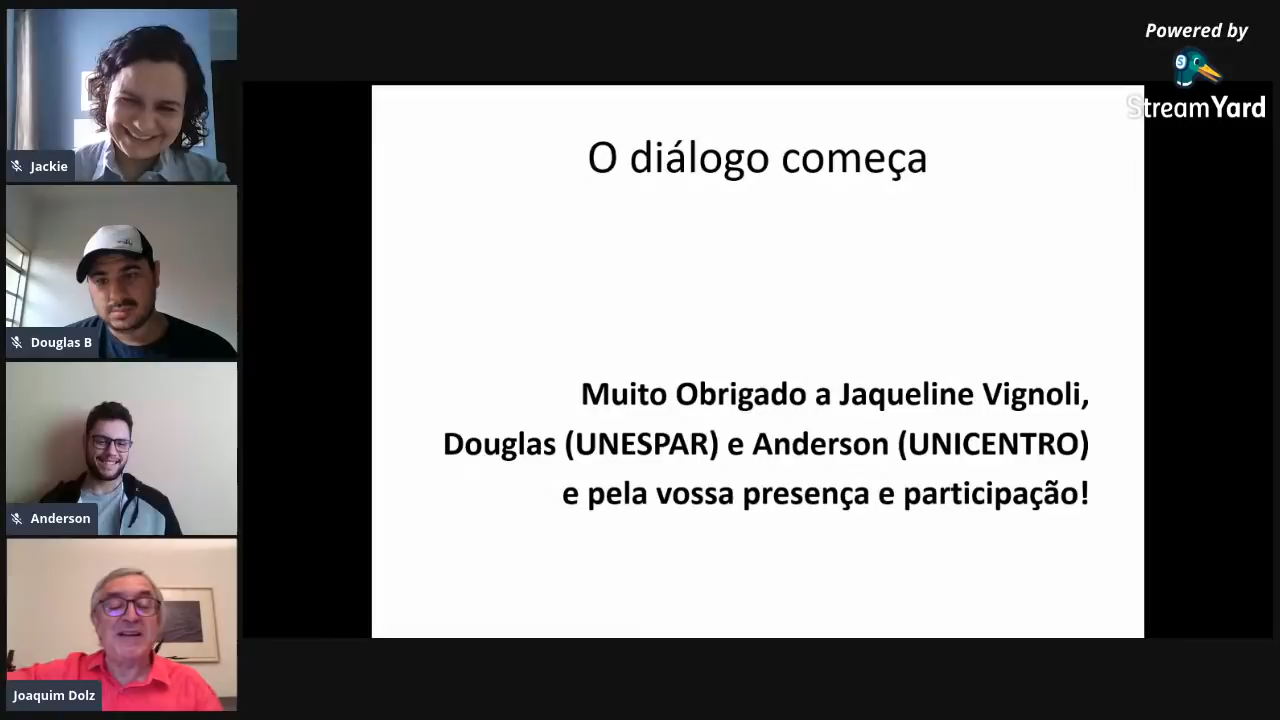 Powered by
StreamYard
Jackie
Douglas B
Anderson
Joaquim Dolz
O diálogo começa
Muito Obrigado a Jaqueline Vignoli,
Douglas (UNESPAR) e Anderson (UNICENTRO)
e pela vossa presença e participação!